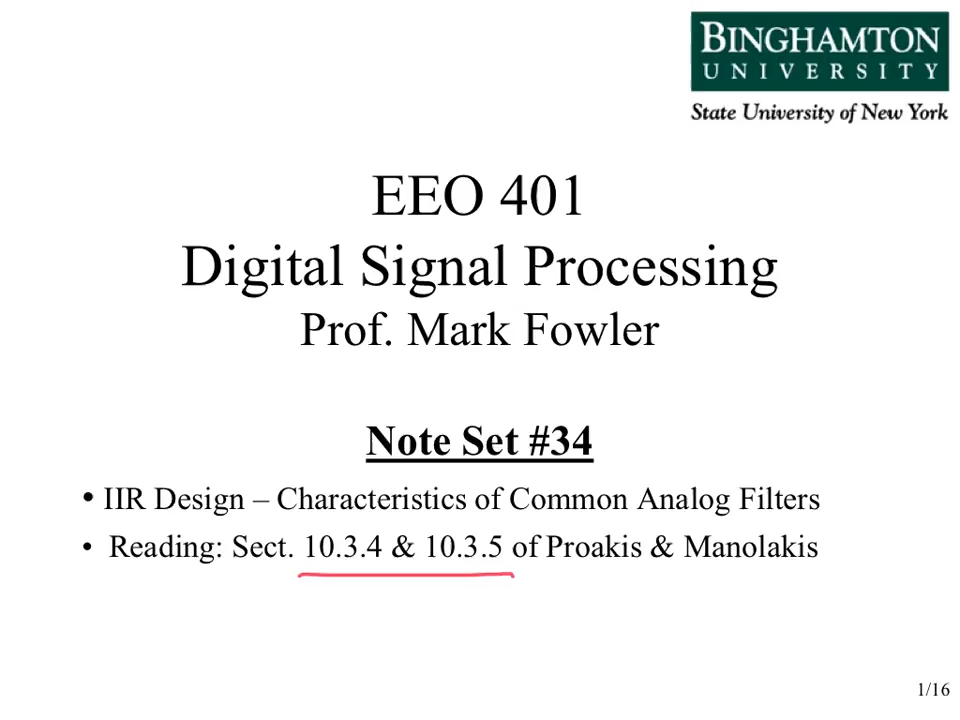 BINGHAMTON
UNIVERSITY
State University of New York
EEO 401
Digital Signal Processing
Prof. Mark Fowler
Note Set #34
• IIR Design – Characteristics of Common Analog Filters
• Reading: Sect. 10.3.4 & 10.3.5 of Proakis & Manolakis
1/16